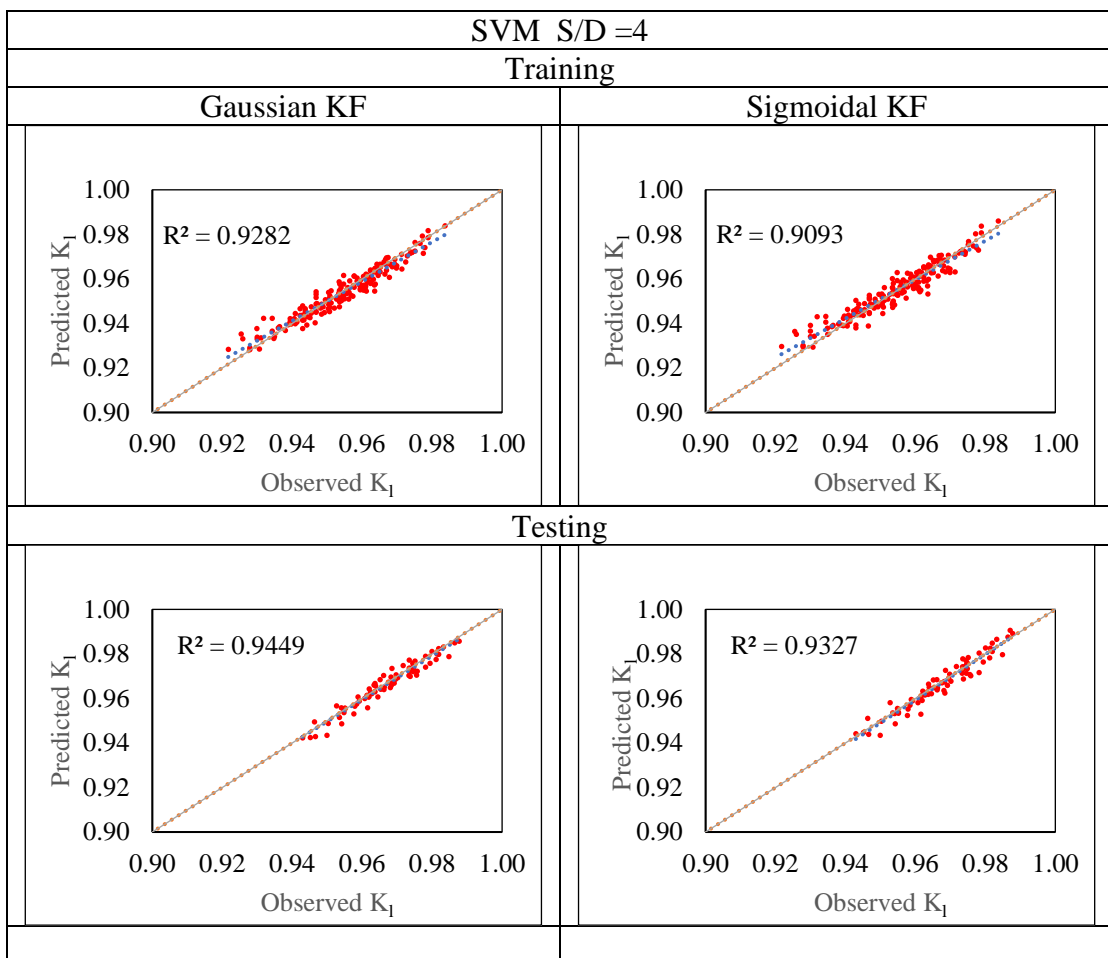 SVM S/D =4
Training
Gaussian KF
Sigmoidal KF
1.00
0.98
0.96
0.94
0.92
0.90
Predicted K₁
R² = 0.9282
0.90 0.92 0.94 0.96 0.98 1.00
Observed K₁
1.00
0.98
0.96
0.94
0.92
0.90
Predicted K₁
R² = 0.9093
0.90 0.92 0.94 0.96 0.98 1.00
Observed K₁
Testing
1.00
0.98
0.96
0.94
0.92
0.90
Predicted K₁
R² = 0.9449
0.90 0.92 0.94 0.96 0.98 1.00
Observed K₁
1.00
0.98
0.96
0.94
0.92
0.90
Predicted K₁
R² = 0.9327
0.90 0.92 0.94 0.96 0.98 1.00
Observed K₁